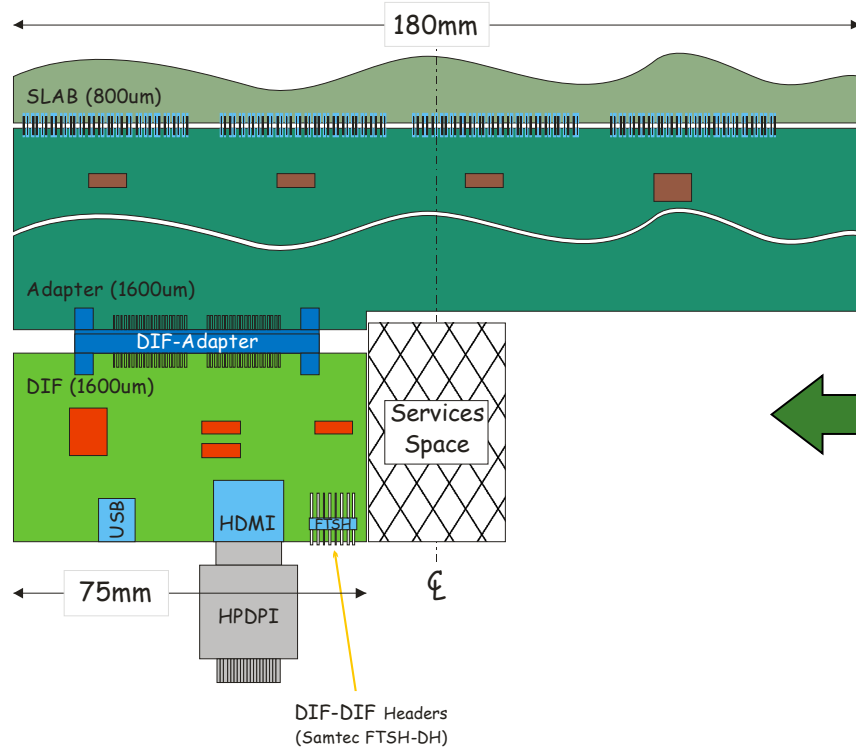 180mm
SLAB (800um)
Adapter (1600um)
DIF-Adapter
DIF (1600um)
Services
Space
USB
HDMI
FTSH
75mm
HPDPI
℄
DIF-DIF Headers
(Samtec FTSH-DH)